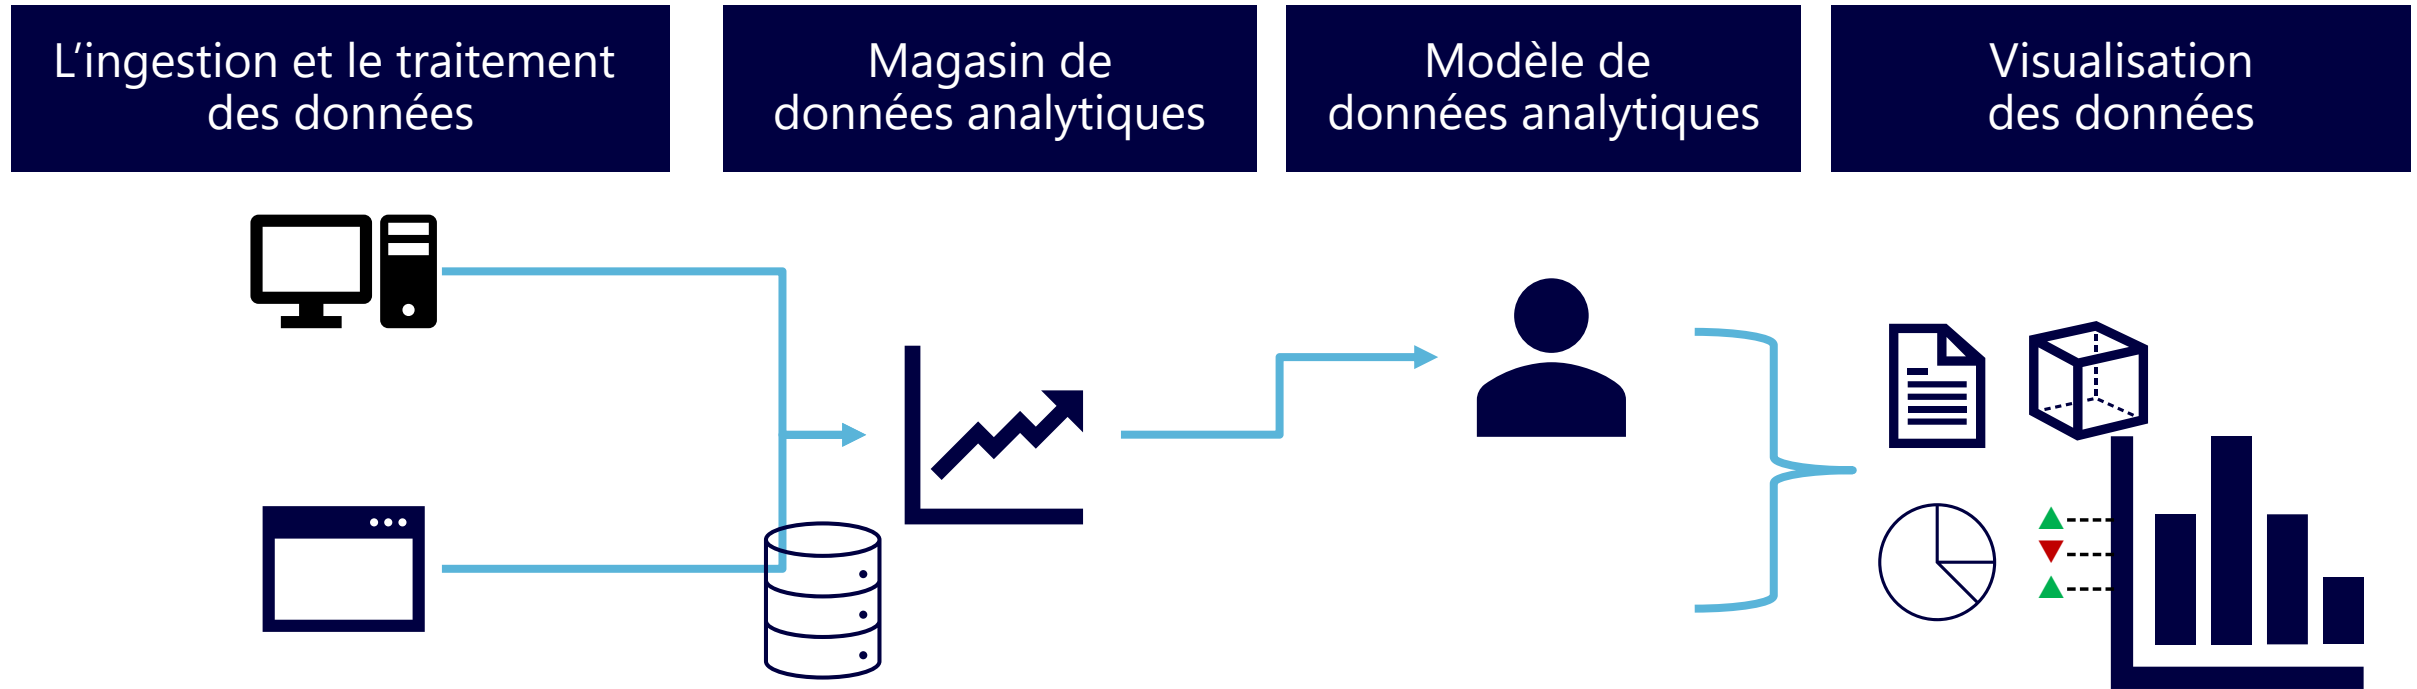 L’ingestion et le traitement
des données
Magasin de
données analytiques
Modèle de
données analytiques
Visualisation
des données